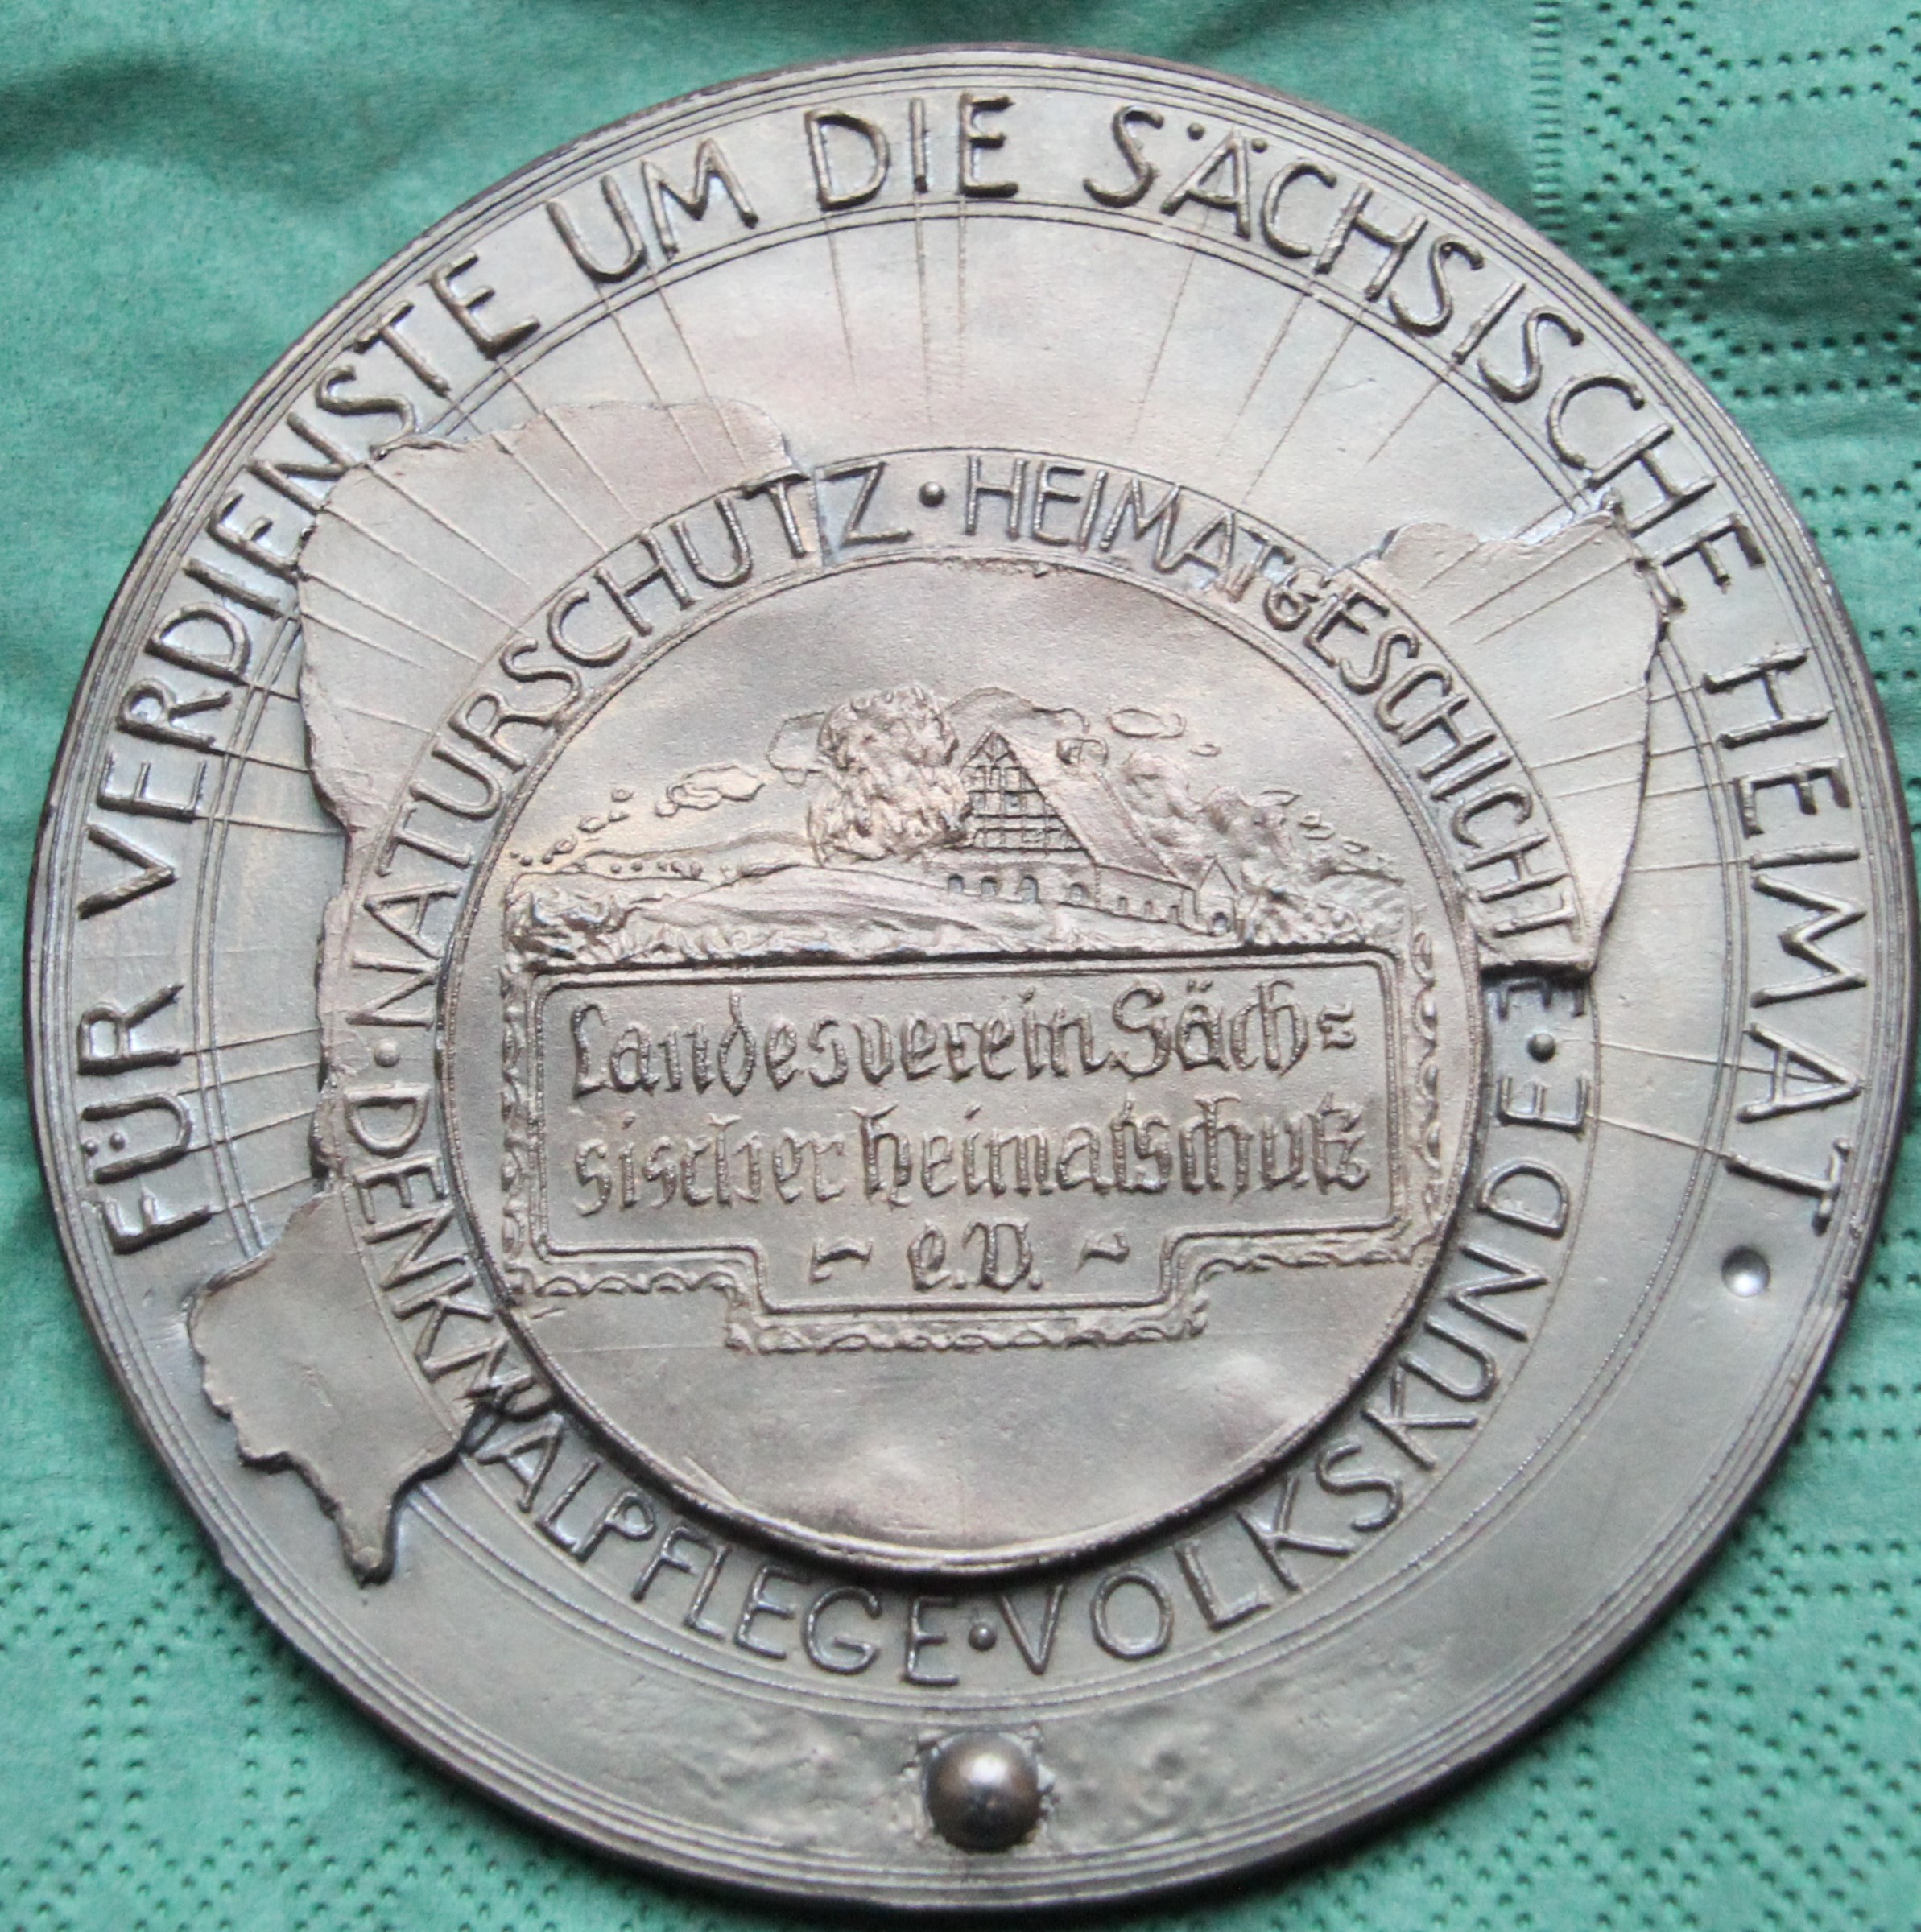 FÜR VERDIENSTE UM DIE SÄCHSISCHE HEIMAT
· NATURSCHUTZ · HEIMATGESCHICHTE · VOLKSKUNDE · DENKMALPFLEGE
Landesverein Säch=
sischer Heimatschutz
~ e.V. ~